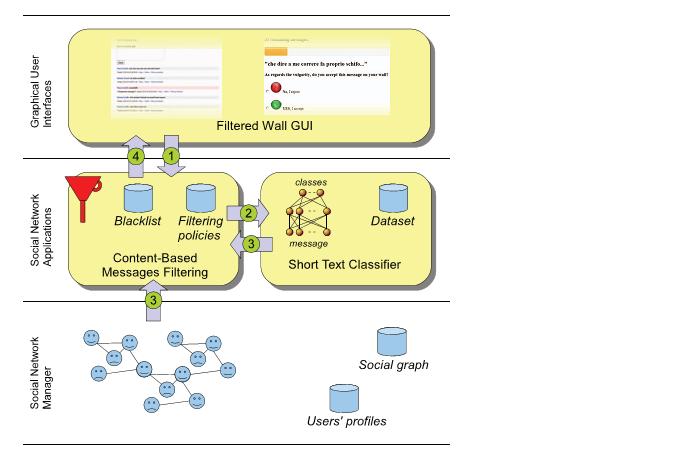 Graphical User
Interfaces
"che dire a me correre fa proprio schifo..."
As regards the vulgarity, do you accept this message on your wall?
No, I reject
YES, I accept
Filtered Wall GUI
4
1
Social Network
Applications
Blacklist
Filtering
policies
Content-Based
Messages Filtering
2
3
classes
message
Dataset
Short Text Classifier
3
Social Network
Manager
Social graph
Users' profiles